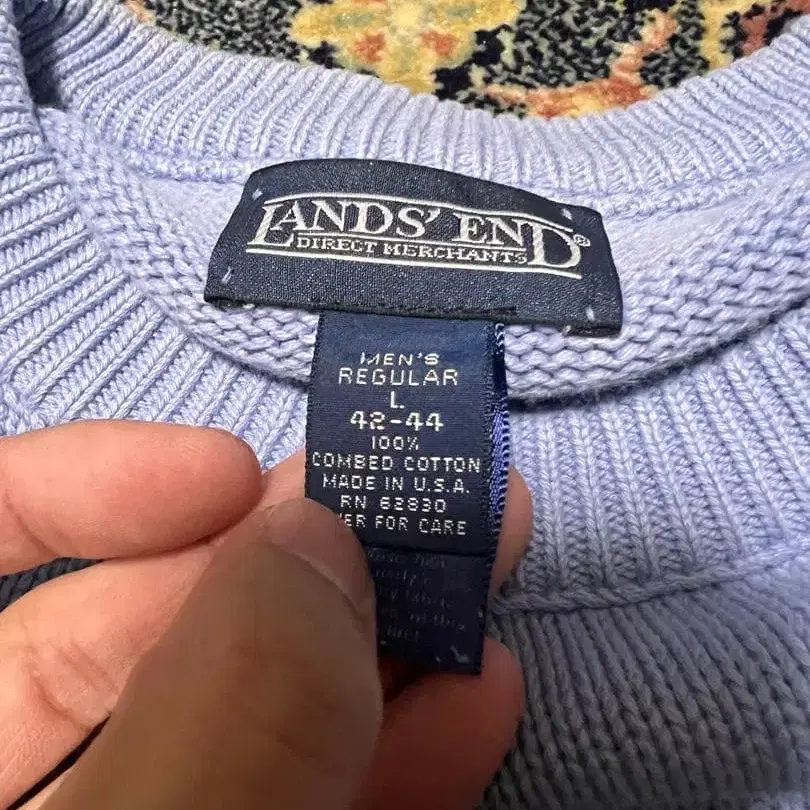 LANDS' END®
DIRECT MERCHANTS
MEN'S
REGULAR
L
42-44
100%
COMBED COTTON
MADE IN U.S.A.
RN 62830
FOR CARE